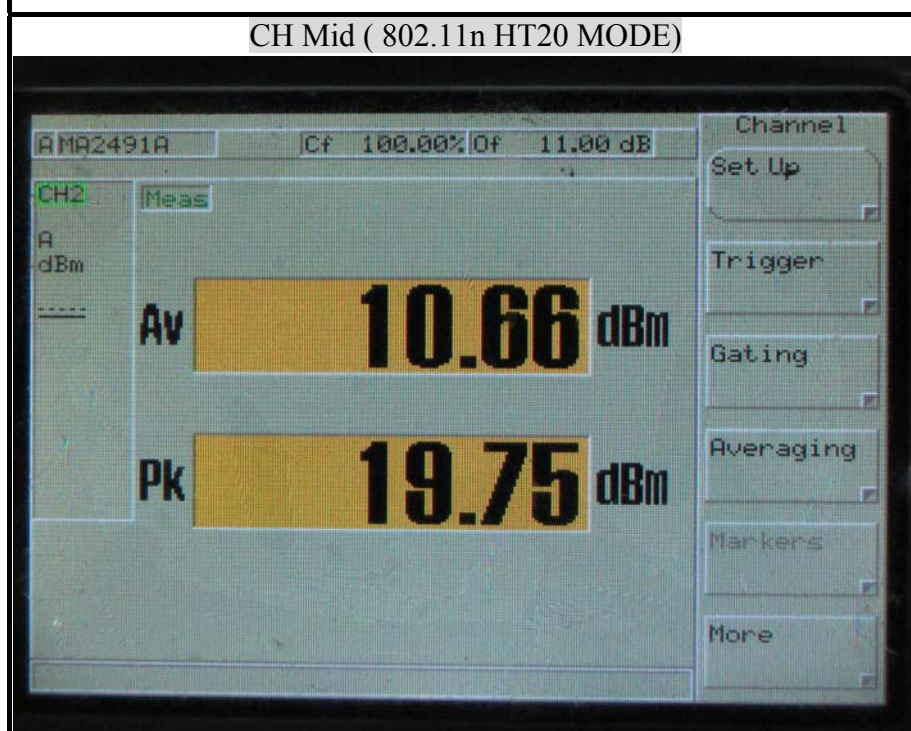 CH Mid ( 802.11n HT20 MODE)
A MA2491A Cf 100.00% Of 11.00 dB
Channel
Set Up
CH2
Meas
A
dBm
-----
Trigger
Av 10.66 dBm
Gating
Averaging
Pk 19.75 dBm
Markers
More